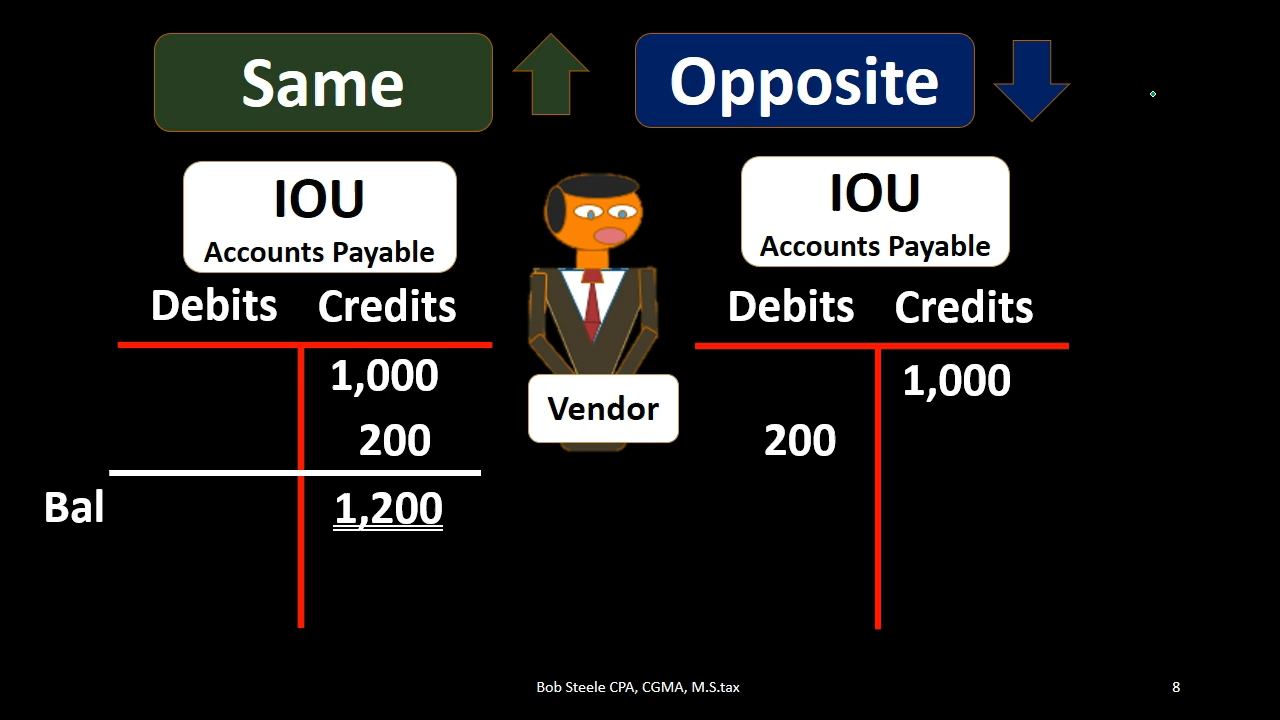 Same
Opposite
IOU
Accounts Payable
Debits Credits
1,000
200
Bal 1,200
Vendor
IOU
Accounts Payable
Debits Credits
1,000
200
Bob Steele CPA, CGMA, M.S.tax
8